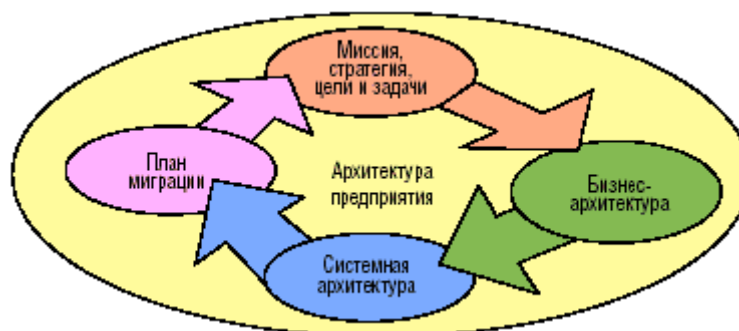 Миссия,
стратегия,
цели и задачи
План
миграции
Архитектура
предприятия
Бизнес-
архитектура
Системная
архитектура